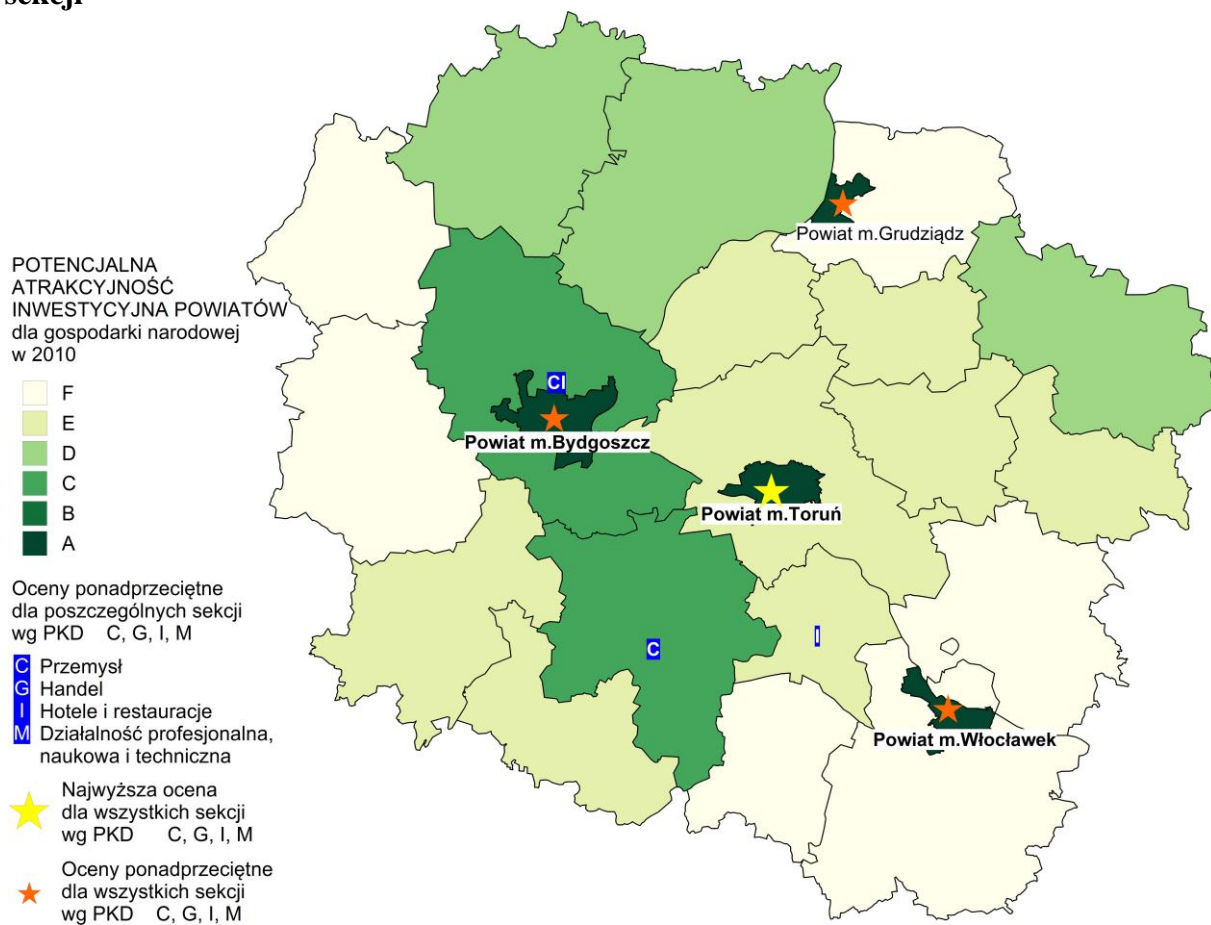 sekcji
POTENCJALNA
ATRAKCYJNOŚĆ
INWESTYCYJNA POWIATÓW
dla gospodarki narodowej
w 2010
F
E
D
C
B
A
Oceny ponadprzeciętne
dla poszczególnych sekcji
wg PKD C, G, I, M
C Przemysł
G Handel
I Hotele i restauracje
M Działalność profesjonalna,
naukowa i techniczna
Najwyższa ocena
dla wszystkich sekcji
wg PKD C, G, I, M
Oceny ponadprzeciętne
dla wszystkich sekcji
wg PKD C, G, I, M
Powiat m.Grudziądz
CI
Powiat m.Bydgoszcz
Powiat m.Toruń
C
I
Powiat m.Włocławek